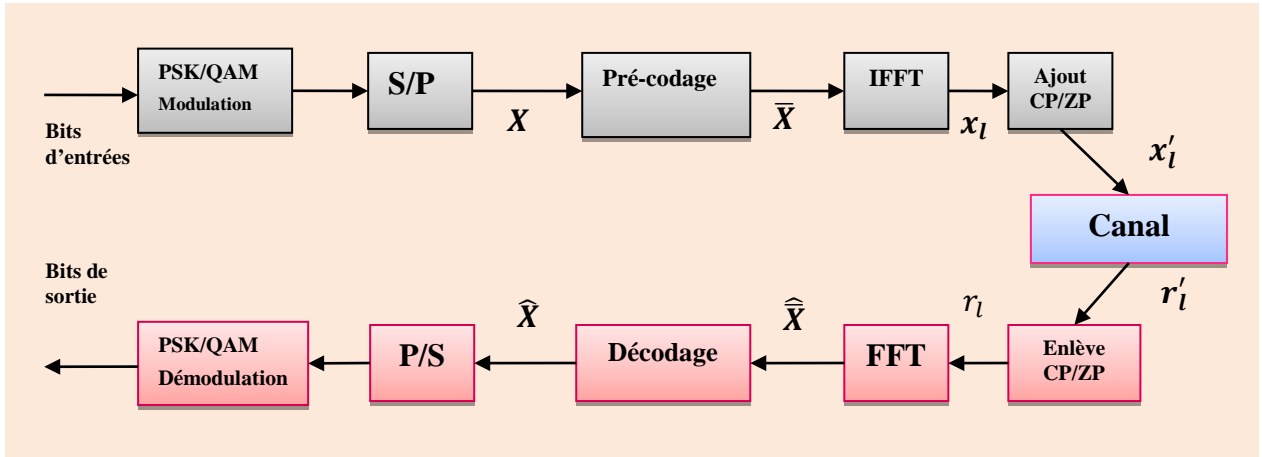 PSK/QAM
Modulation
S/P
Pré-codage
IFFT
Ajout
CP/ZP
Bits
d'entrées
X
X̅
x_l
x'_l
Canal
Bits de
sortie
r'_l
r_l
X̂
X̅̂
PSK/QAM
Démodulation
P/S
Décodage
FFT
Enlève
CP/ZP